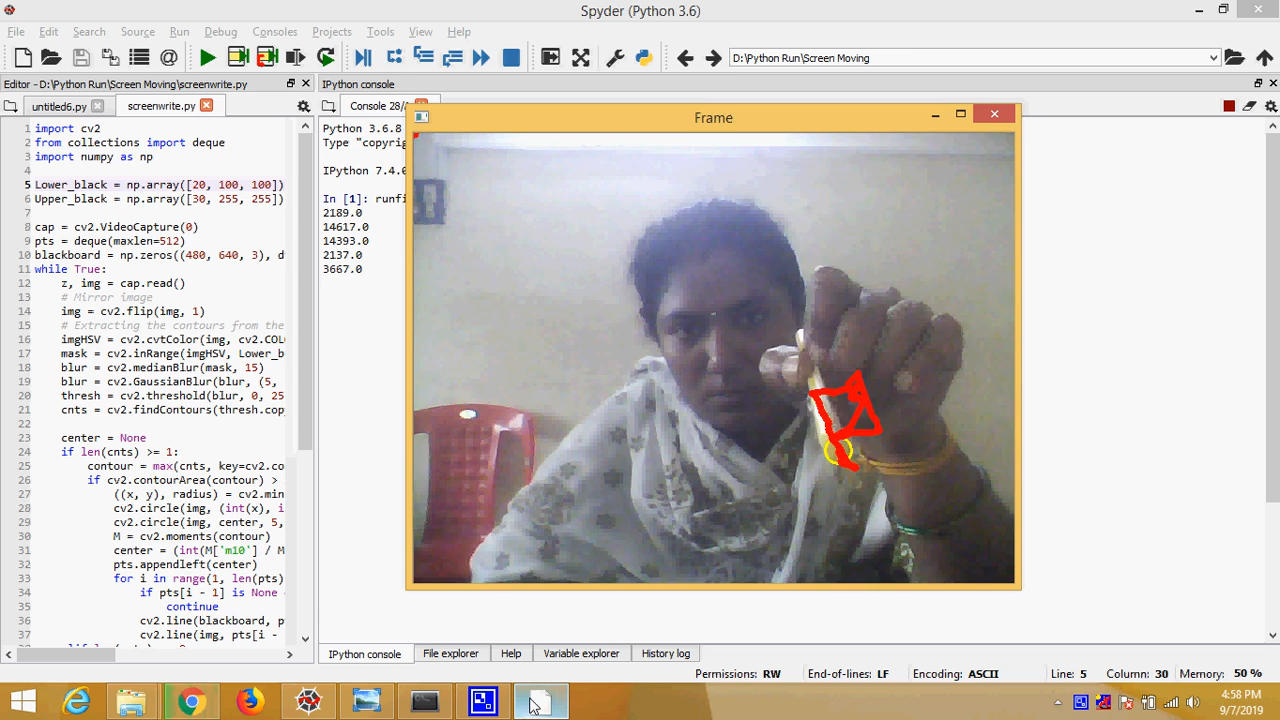 Spyder (Python 3.6)
File Edit Search Source Run Debug Consoles Projects Tools View Help
D:\Python Run\Screen Moving
Editor - D:\Python Run\Screen Moving\screenwrite.py
untitled6.py screenwrite.py
1 import cv2
2 from collections import deque
3 import numpy as np
4
5 Lower_black = np.array([20, 100, 100])
6 Upper_black = np.array([30, 255, 255])
7
8 cap = cv2.VideoCapture(0)
9 pts = deque(maxlen=512)
10 blackboard = np.zeros((480, 640, 3), d
11 while True:
12 z, img = cap.read()
13 # Mirror image
14 img = cv2.flip(img, 1)
15 # Extracting the contours from the
16 imgHSV = cv2.cvtColor(img, cv2.COL
17 mask = cv2.inRange(imgHSV, Lower_b
18 blur = cv2.medianBlur(mask, 15)
19 blur = cv2.GaussianBlur(blur, (5,
20 thresh = cv2.threshold(blur, 0, 25
21 cnts = cv2.findContours(thresh.cop
22
23 center = None
24 if len(cnts) >= 1:
25 contour = max(cnts, key=cv2.co
26 if cv2.contourArea(contour) >
27 ((x, y), radius) = cv2.min
28 cv2.circle(img, (int(x), i
29 cv2.circle(img, center, 5,
30 M = cv2.moments(contour)
31 center = (int(M['m10'] / M
32 pts.appendleft(center)
33 for i in range(1, len(pts)
34 if pts[i - 1] is None
35 continue
36 cv2.line(blackboard, p
37 cv2.line(img, pts[i -
IPython console
Console 28/
Python 3.6.8
Type "copyrig
IPython 7.4.0
In [1]: runfi
2189.0
14617.0
14393.0
2137.0
3667.0
Frame
IPython console File explorer Help Variable explorer History log
Permissions: RW End-of-lines: LF Encoding: ASCII Line: 5 Column: 30 Memory: 50 %
4:58 PM
9/7/2019